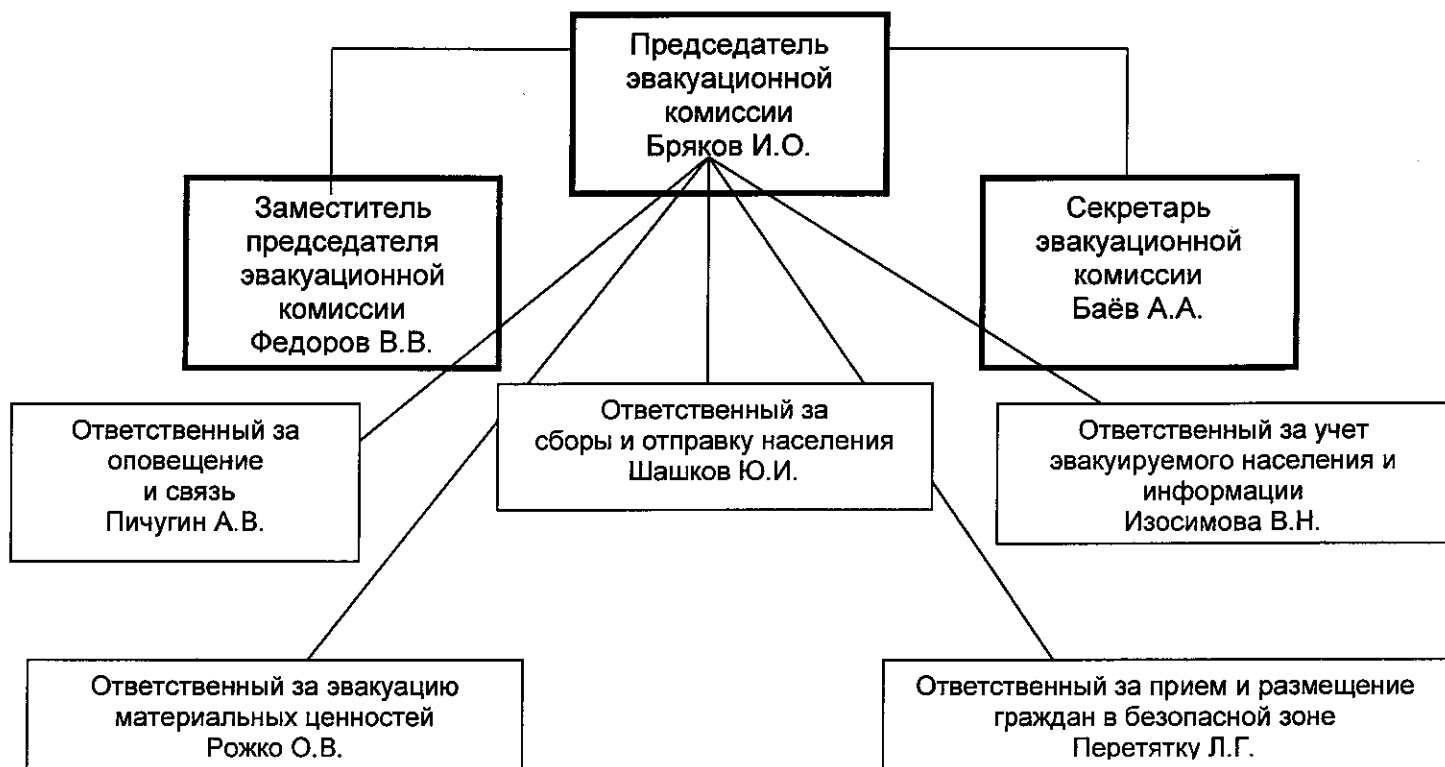 Председатель
эвакуационной
комиссии
Бряков И.О.
Заместитель
председателя
эвакуационной
комиссии
Федоров В.В.
Секретарь
эвакуационной
комиссии
Баёв А.А.
Ответственный за
оповещение
и связь
Пичугин А.В.
Ответственный за
сборы и отправку населения
Шашков Ю.И.
Ответственный за учет
эвакуируемого населения и
информации
Изосимова В.Н.
Ответственный за эвакуацию
материальных ценностей
Рожко О.В.
Ответственный за прием и размещение
граждан в безопасной зоне
Перетятку Л.Г.